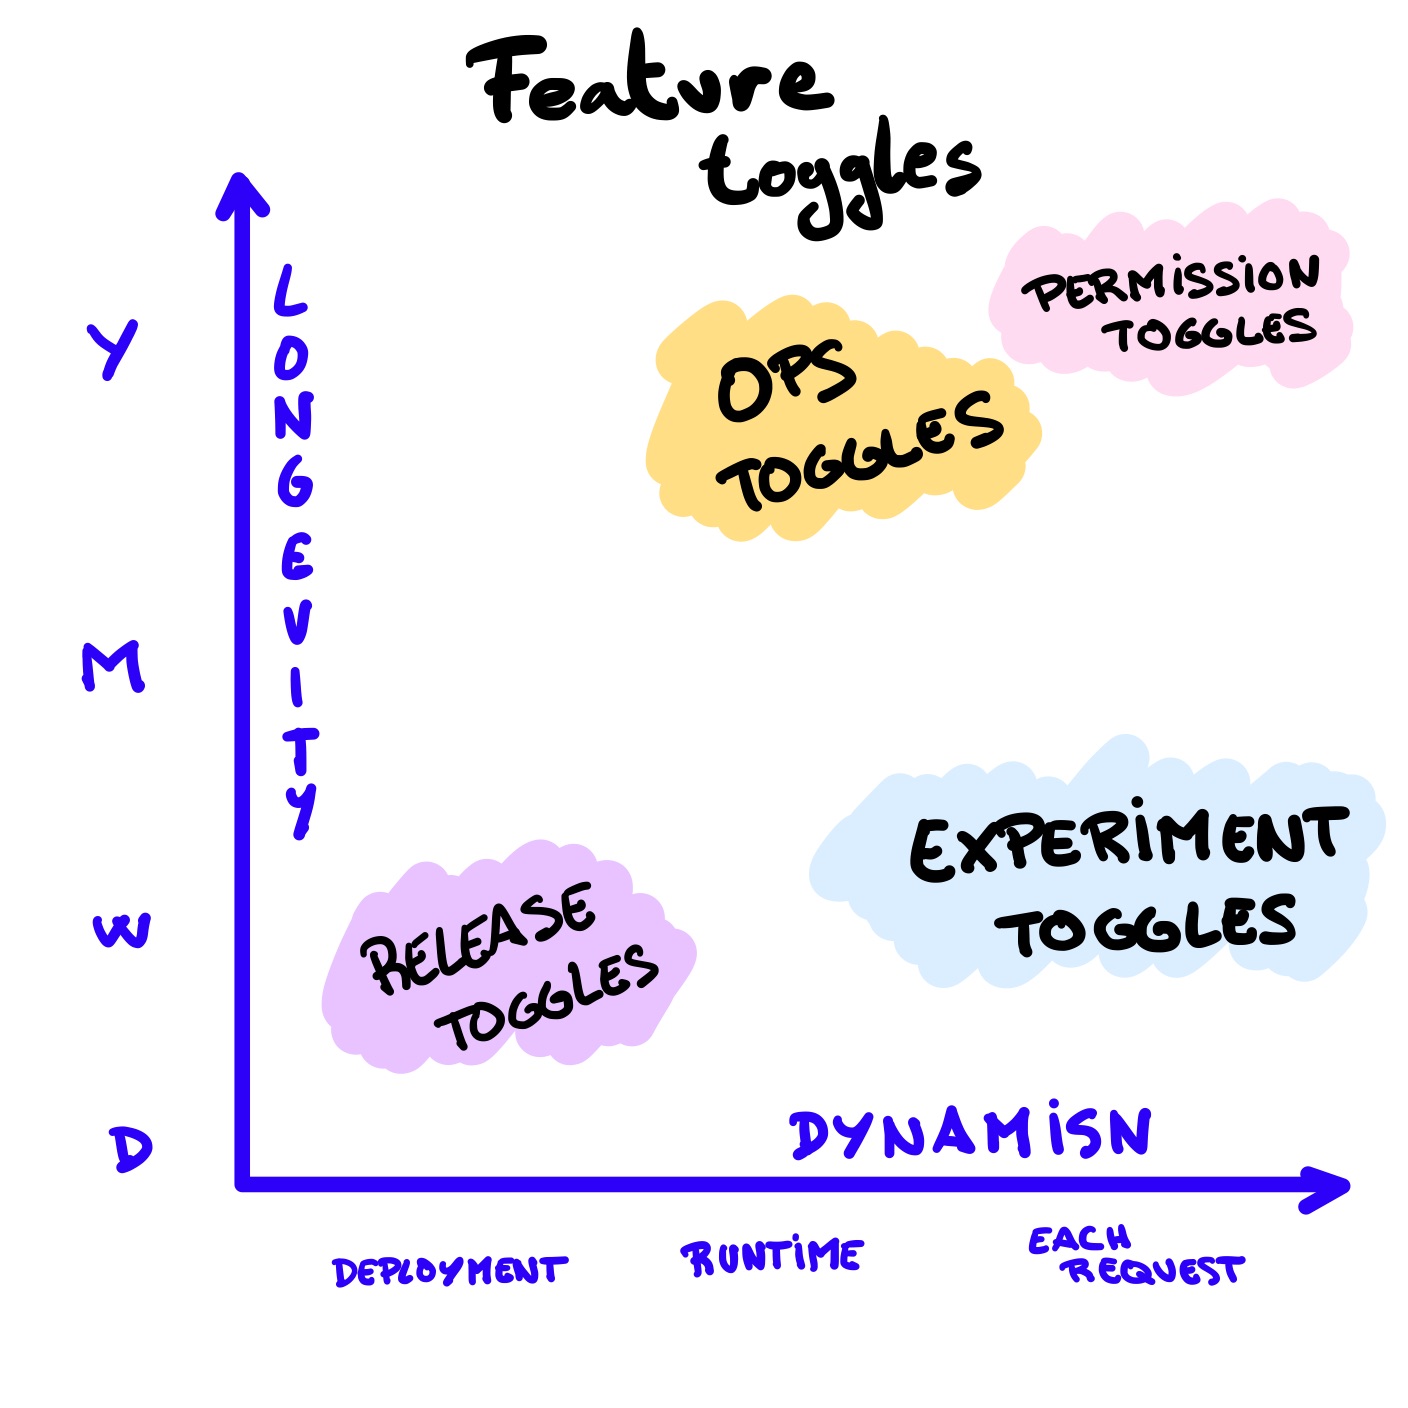 Feature
toggles
PERMiSSiON
TOGGLES
OPS
TOGGLES
LONGEVITY
Y
M
W
D
EXPERiMENT
TOGGLES
RELEASE
TOGGLES
DYNAMiSN
DEPLOYMENT
RUNTiME
EACH
REQUEST